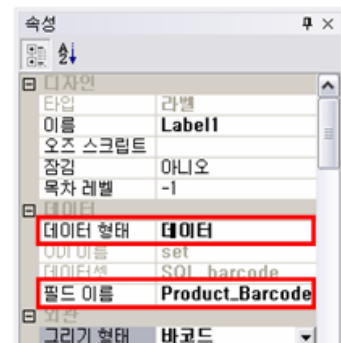 속성
디자인
타입 라벨
이름 Label1
오즈 스크립트
잠김 아니오
목차 레벨 -1
데이터
데이터 형태 데이터
ODI 이름 set
데이터셋 SQL_barcode
필드 이름 Product_Barcode
외관
그리기 형태 바코드